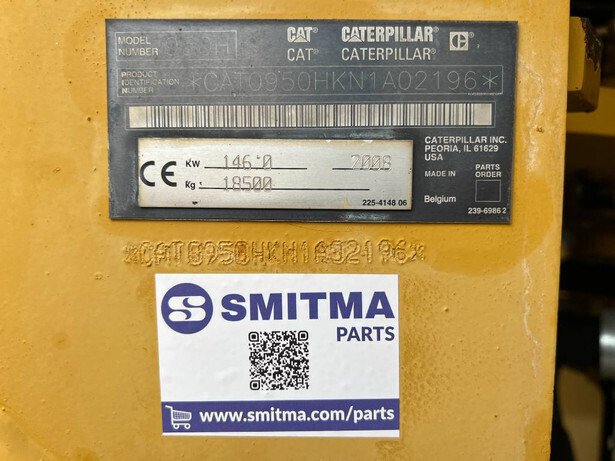 CAT® CATERPILLAR®
MODEL NUMBER 950H CAT® CATERPILLAR® C
PRODUCT IDENTIFICATION NUMBER *CAT0950HKN1A02196*
CATERPILLAR INC.
PEORIA, IL 61629
USA
CE KW 146.0 2008
Kg 18500
MADE IN Belgium
PARTS ORDER
225-4148 06
239-6986 2
*CAT0950HKN1A02196*
S SMITMA
PARTS
www.smitma.com/parts